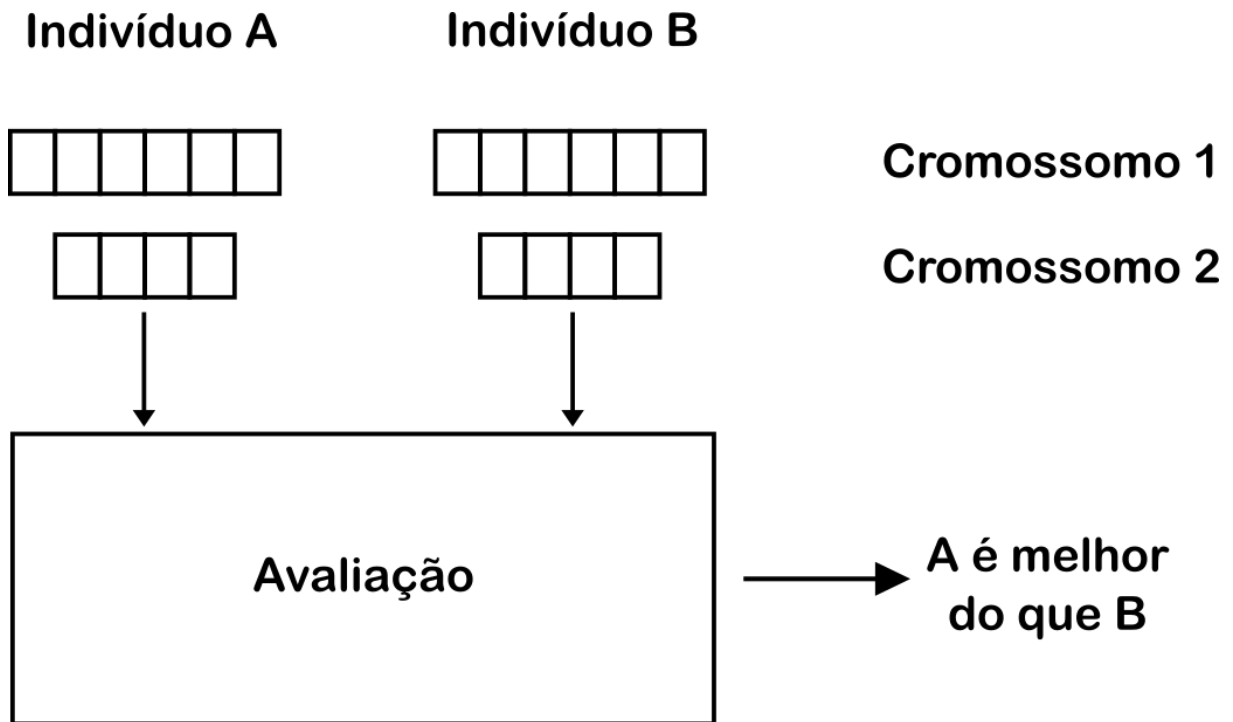 Indivíduo A
Indivíduo B
Cromossomo 1
Cromossomo 2
Avaliação
A é melhor
do que B